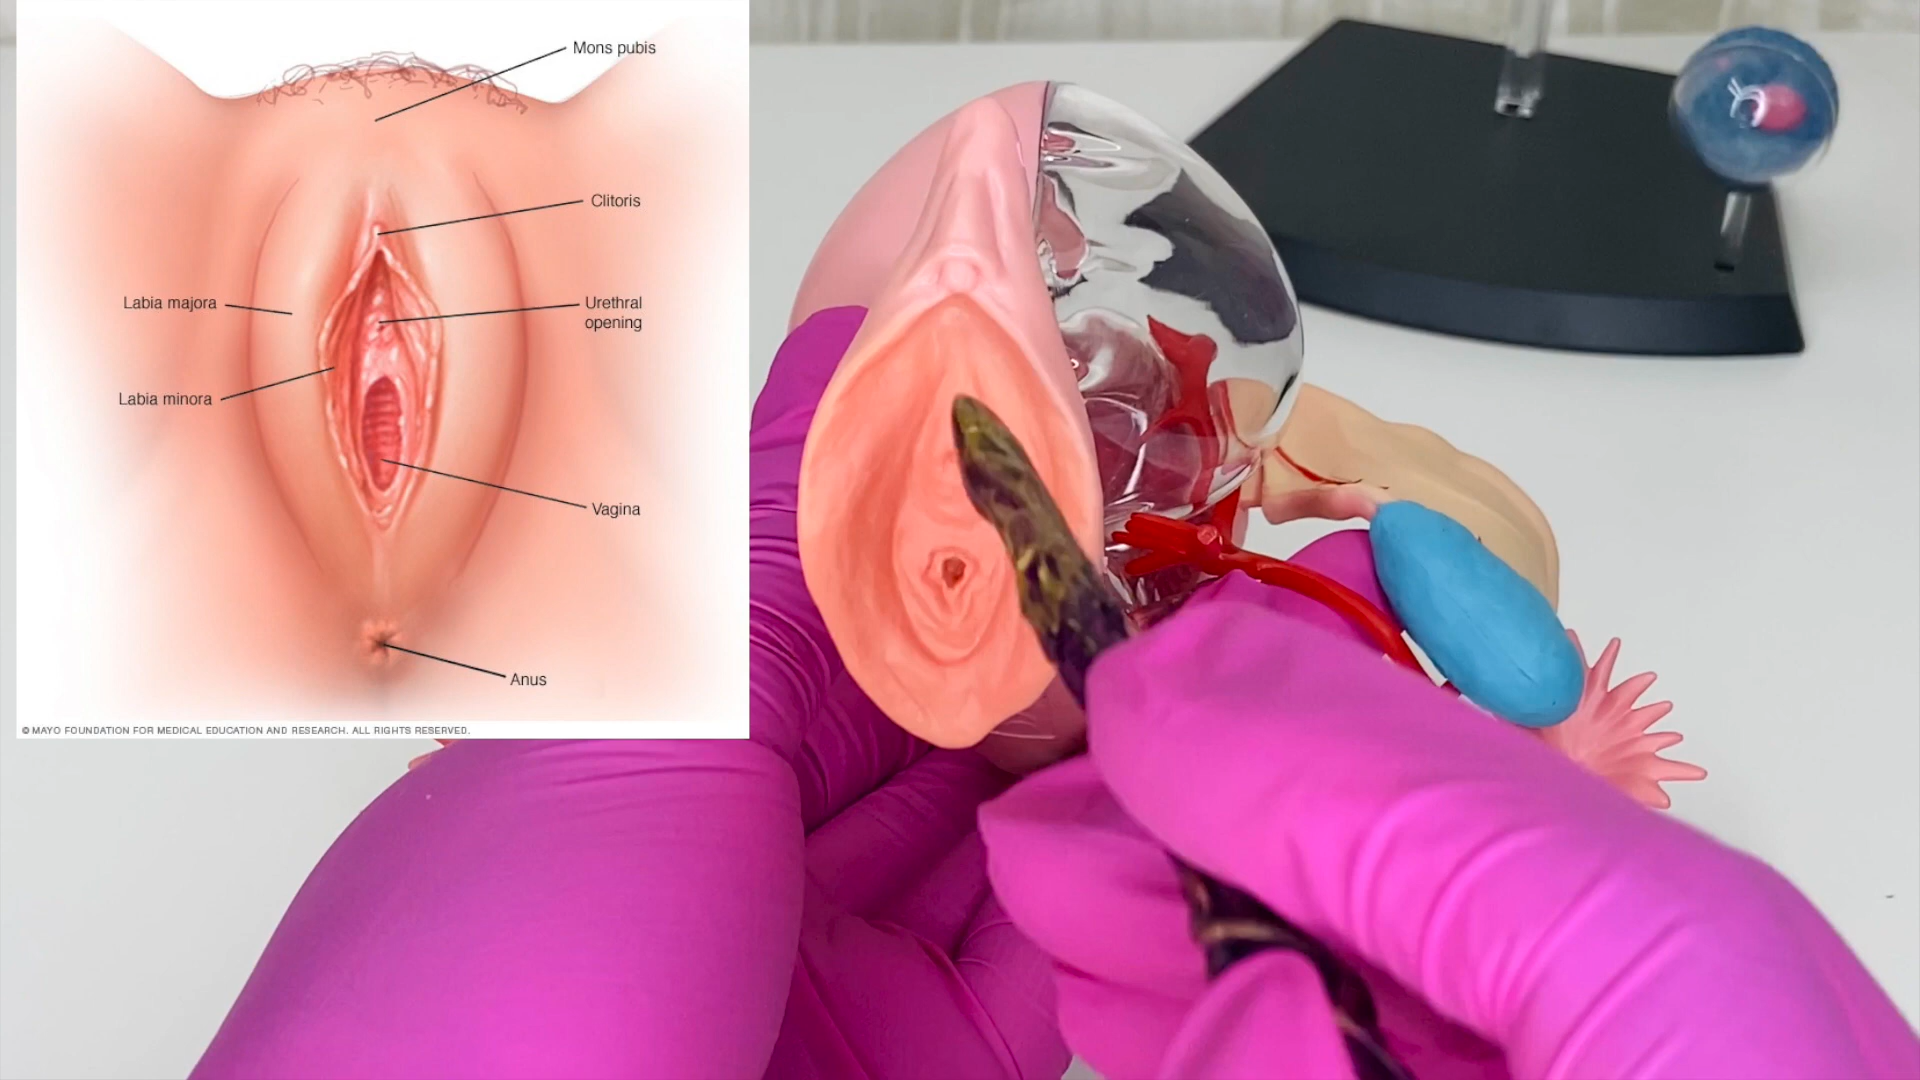 Mons pubis
Clitoris
Labia majora
Urethral
opening
Labia minora
Vagina
Anus
© MAYO FOUNDATION FOR MEDICAL EDUCATION AND RESEARCH. ALL RIGHTS RESERVED.